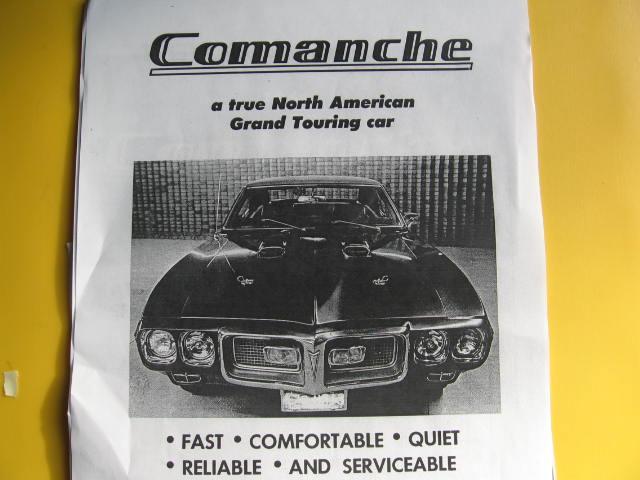 Comanche
a true North American
Grand Touring car
• FAST • COMFORTABLE • QUIET
• RELIABLE • AND SERVICEABLE